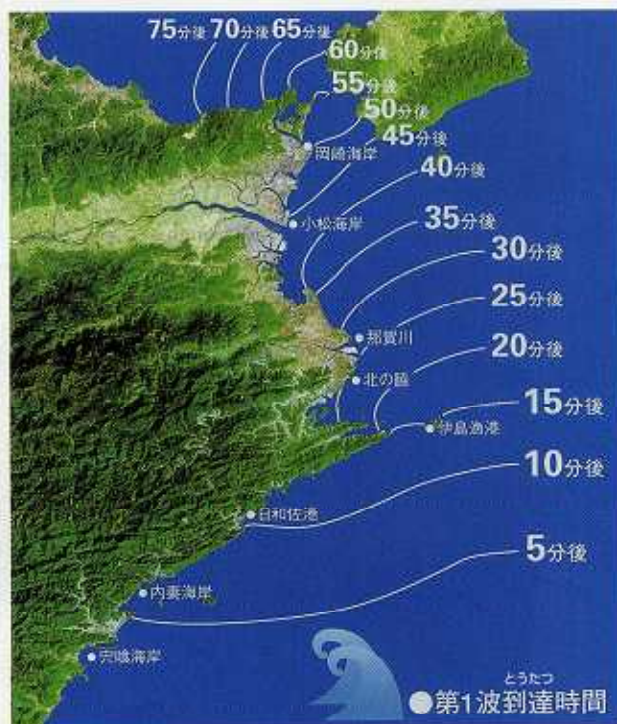 75分後 70分後 65分後
60分後
55分後
50分後
岡崎海岸
45分後
40分後
小松海岸
35分後
30分後
那賀川
25分後
北の脇
20分後
15分後
伊島漁港
10分後
日和佐港
5分後
内妻海岸
宍喰海岸
とうたつ
●第1波到達時間